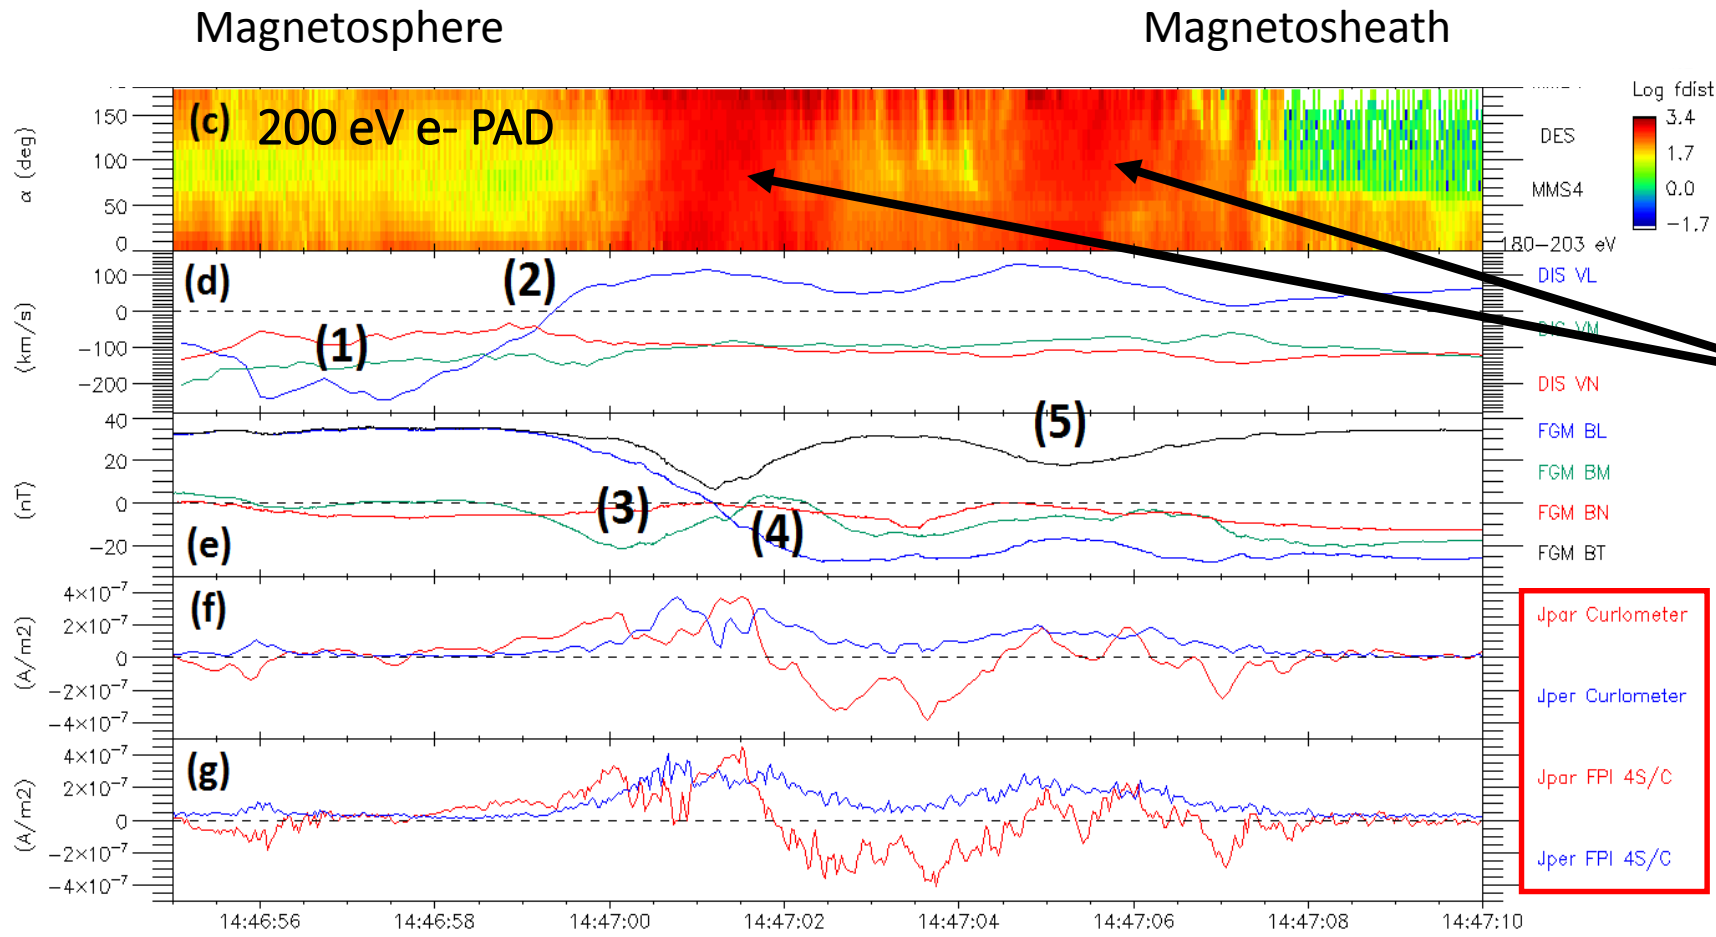 Magnetosphere
Magnetosheath
(c) 200 eV e- PAD
α (deg)
150
100
50
0
DES
MMS4
180-203 eV
Log fdist
3.4
1.7
0.0
-1.7
(d)
(km/s)
100
0
-100
-200
(1)
(2)
DIS VL
DIS VM
DIS VN
(e)
(nT)
40
20
0
-20
(3)
(4)
(5)
FGM BL
FGM BM
FGM BN
FGM BT
(f)
(A/m2)
4×10⁻⁷
2×10⁻⁷
0
-2×10⁻⁷
-4×10⁻⁷
Jpar Curlometer
Jper Curlometer
(g)
(A/m2)
4×10⁻⁷
2×10⁻⁷
0
-2×10⁻⁷
-4×10⁻⁷
Jpar FPI 4S/C
Jper FPI 4S/C
14:46:56 14:46:58 14:47:00 14:47:02 14:47:04 14:47:06 14:47:08 14:47:10